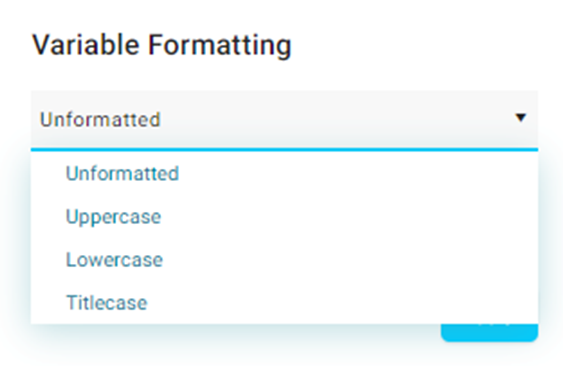 Variable Formatting
Unformatted
Unformatted
Uppercase
Lowercase
Titlecase